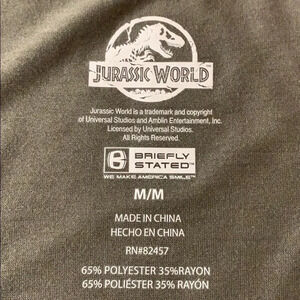 JURASSIC WORLD
Jurassic World is a trademark and copyright
of Universal Studios and Amblin Entertainment, Inc.
Licensed by Universal Studios.
All Rights Reserved.
BRIEFLY
STATED™
WE MAKE AMERICA SMILE™
M/M
MADE IN CHINA
HECHO EN CHINA
RN#82457
65% POLYESTER 35%RAYON
65% POLIÉSTER 35% RAYÓN